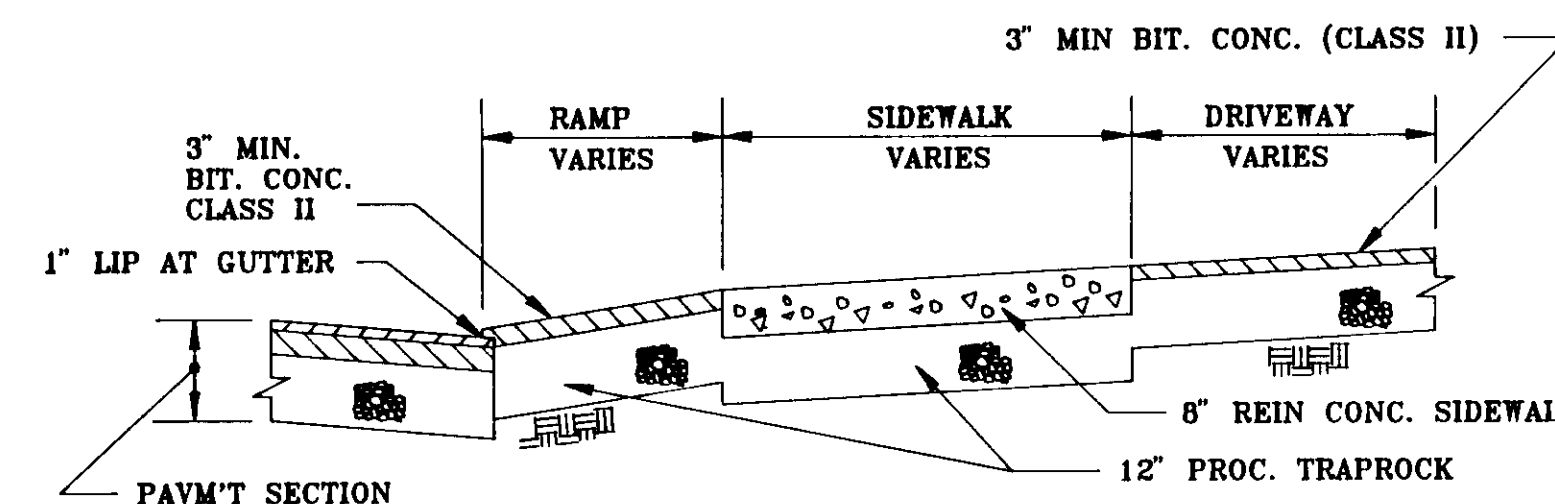 3" MIN BIT. CONC. (CLASS II)
RAMP
VARIES
SIDEWALK
VARIES
DRIVEWAY
VARIES
3" MIN.
BIT. CONC.
CLASS II
1" LIP AT GUTTER
8" REIN CONC. SIDEWAL
12" PROC. TRAPROCK
PAVM'T SECTION